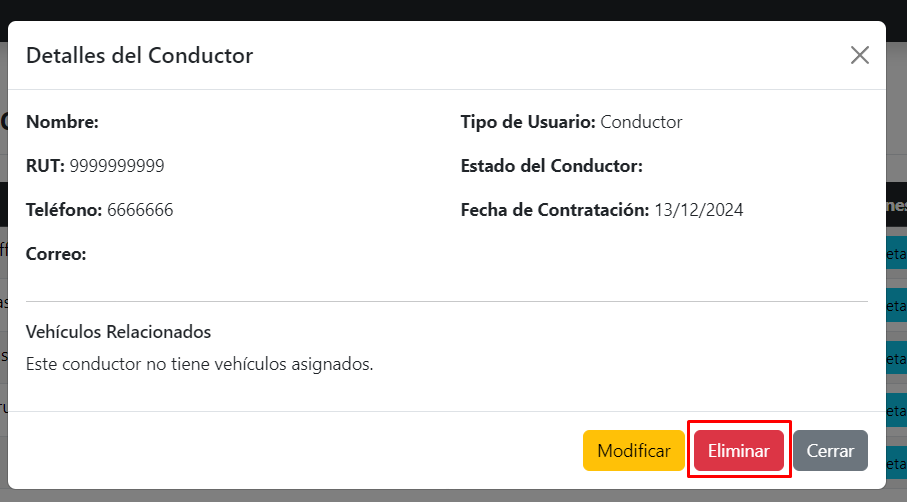 Detalles del Conductor
Nombre:
Tipo de Usuario: Conductor
RUT: 9999999999
Estado del Conductor:
Teléfono: 6666666
Fecha de Contratación: 13/12/2024
Correo:
Vehículos Relacionados
Este conductor no tiene vehículos asignados.
Modificar
Eliminar
Cerrar